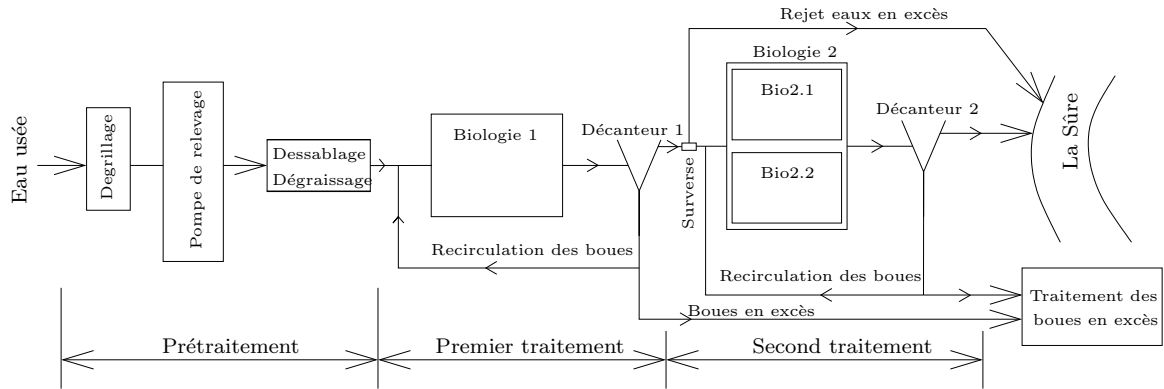 Eau usée
Degrillage
Pompe de relevage
Dessablage
Dégraissage
Biologie 1
Recirculation des boues
Décanteur 1
Surverse
Rejet eaux en excès
Biologie 2
Bio2.1
Bio2.2
Décanteur 2
La Sûre
Recirculation des boues
Boues en excès
Traitement des
boues en excès
Prétraitement
Premier traitement
Second traitement